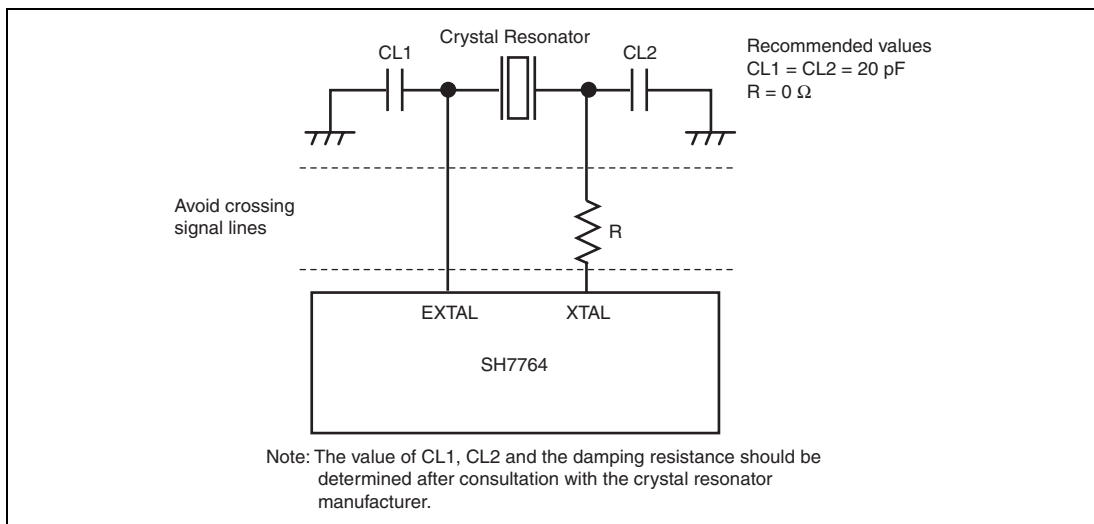 Crystal Resonator
CL1
CL2
Recommended values
CL1 = CL2 = 20 pF
R = 0 Ω
Avoid crossing
signal lines
R
EXTAL
XTAL
SH7764
Note: The value of CL1, CL2 and the damping resistance should be
determined after consultation with the crystal resonator
manufacturer.